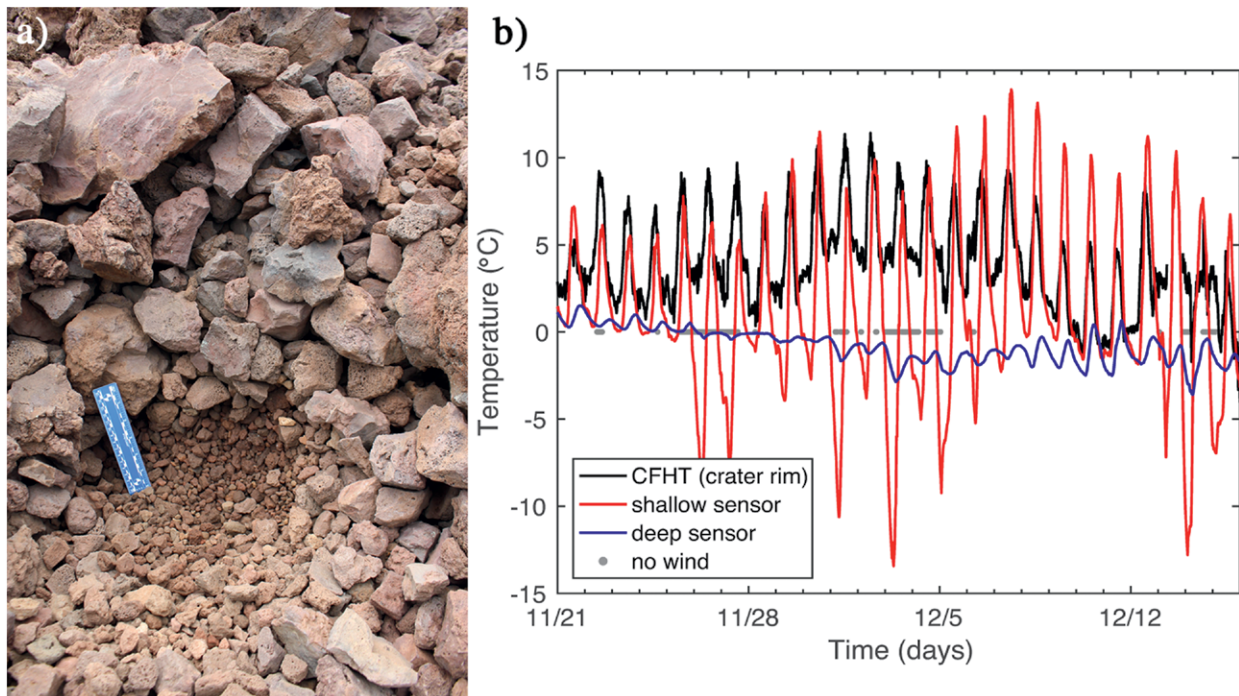 a)
b)
15
10
5
0
-5
-10
-15
Temperature (°C)
CFHT (crater rim)
shallow sensor
deep sensor
no wind
11/21
11/28
12/5
12/12
Time (days)